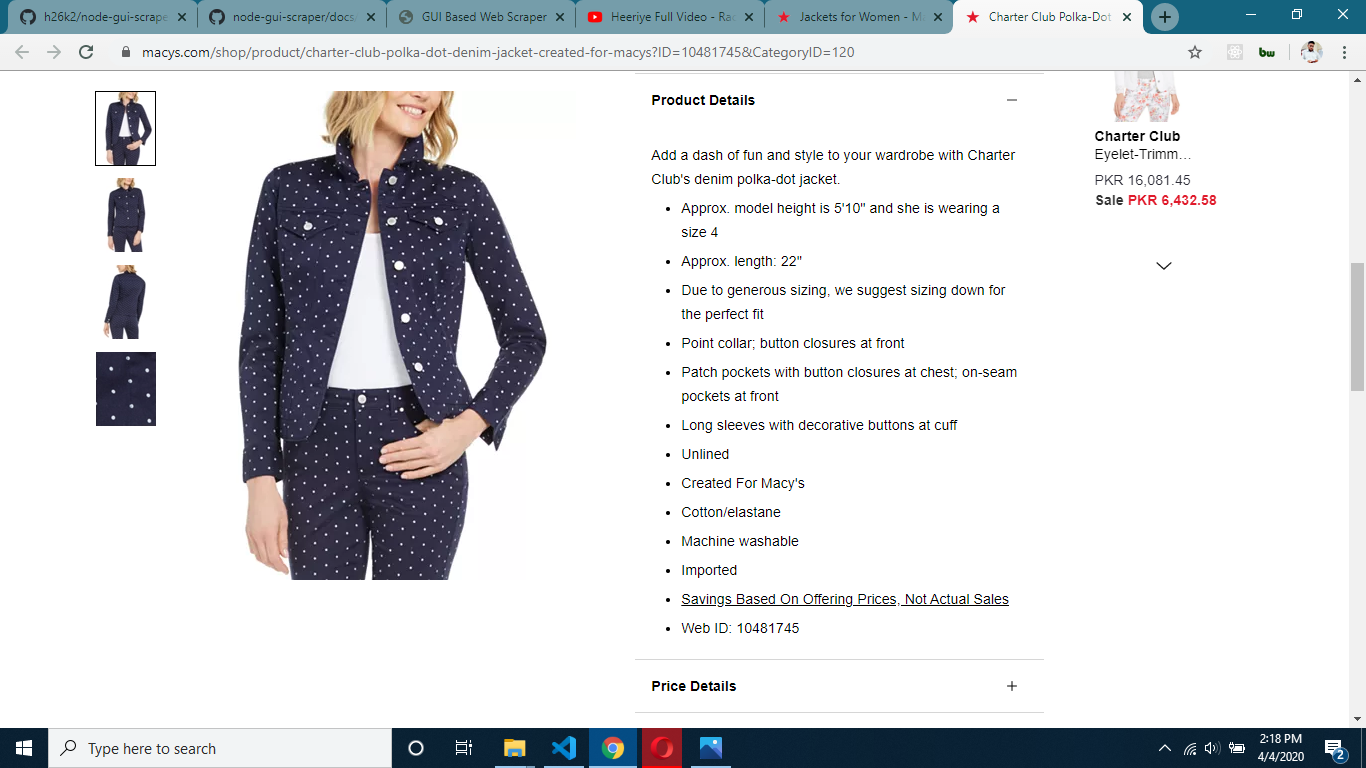 h26k2/node-gui-scrape
node-gui-scraper/docs
GUI Based Web Scraper
Heeriye Full Video - Rac
Jackets for Women - Ma
Charter Club Polka-Dot
macys.com/shop/product/charter-club-polka-dot-denim-jacket-created-for-macys?ID=10481745&CategoryID=120
bw
Product Details
Add a dash of fun and style to your wardrobe with Charter
Club's denim polka-dot jacket.
• Approx. model height is 5'10" and she is wearing a
size 4
• Approx. length: 22"
• Due to generous sizing, we suggest sizing down for
the perfect fit
• Point collar; button closures at front
• Patch pockets with button closures at chest; on-seam
pockets at front
• Long sleeves with decorative buttons at cuff
• Unlined
• Created For Macy's
• Cotton/elastane
• Machine washable
• Imported
• Savings Based On Offering Prices, Not Actual Sales
• Web ID: 10481745
Price Details
Charter Club
Eyelet-Trimm…
PKR 16,081.45
Sale PKR 6,432.58
Type here to search
2:18 PM
4/4/2020
2